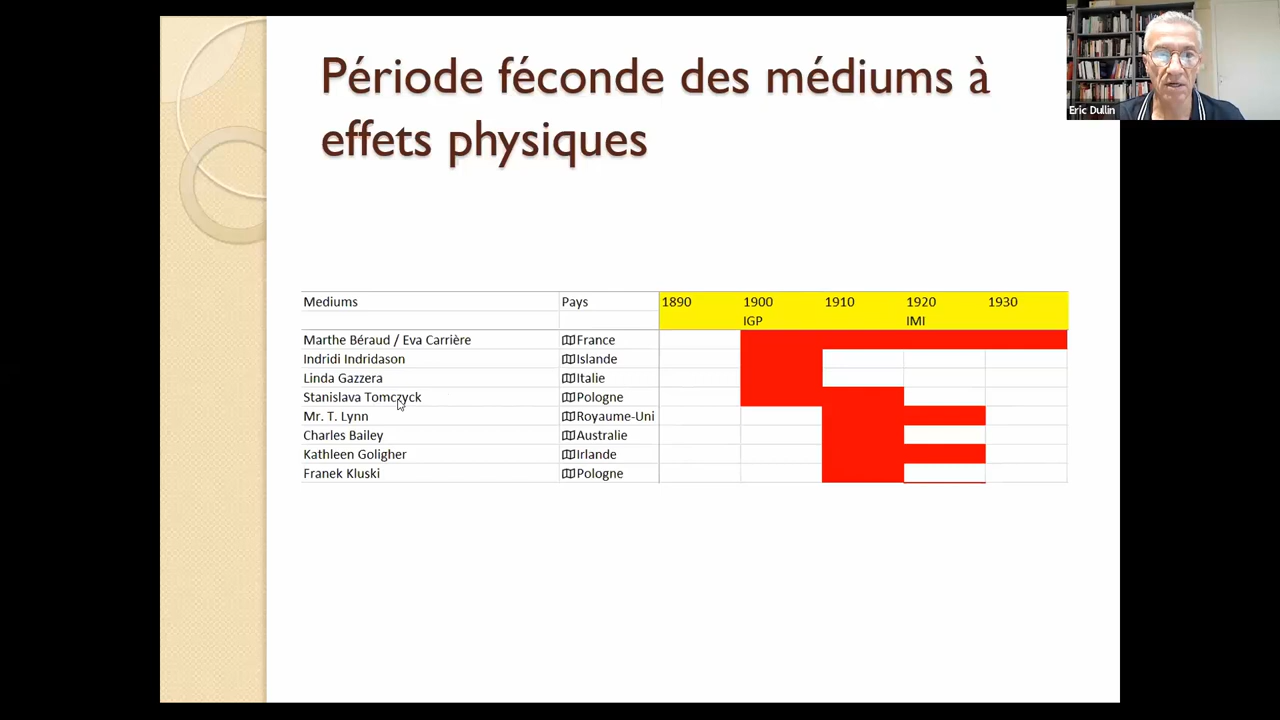 Période féconde des médiums à
effets physiques
Eric Dullin
Mediums Pays 1890 1900 1910 1920 1930
IGP IMI
Marthe Béraud / Eva Carrière France
Indridi Indridason Islande
Linda Gazzera Italie
Stanislava Tomczyck Pologne
Mr. T. Lynn Royaume-Uni
Charles Bailey Australie
Kathleen Goligher Irlande
Franek Kluski Pologne